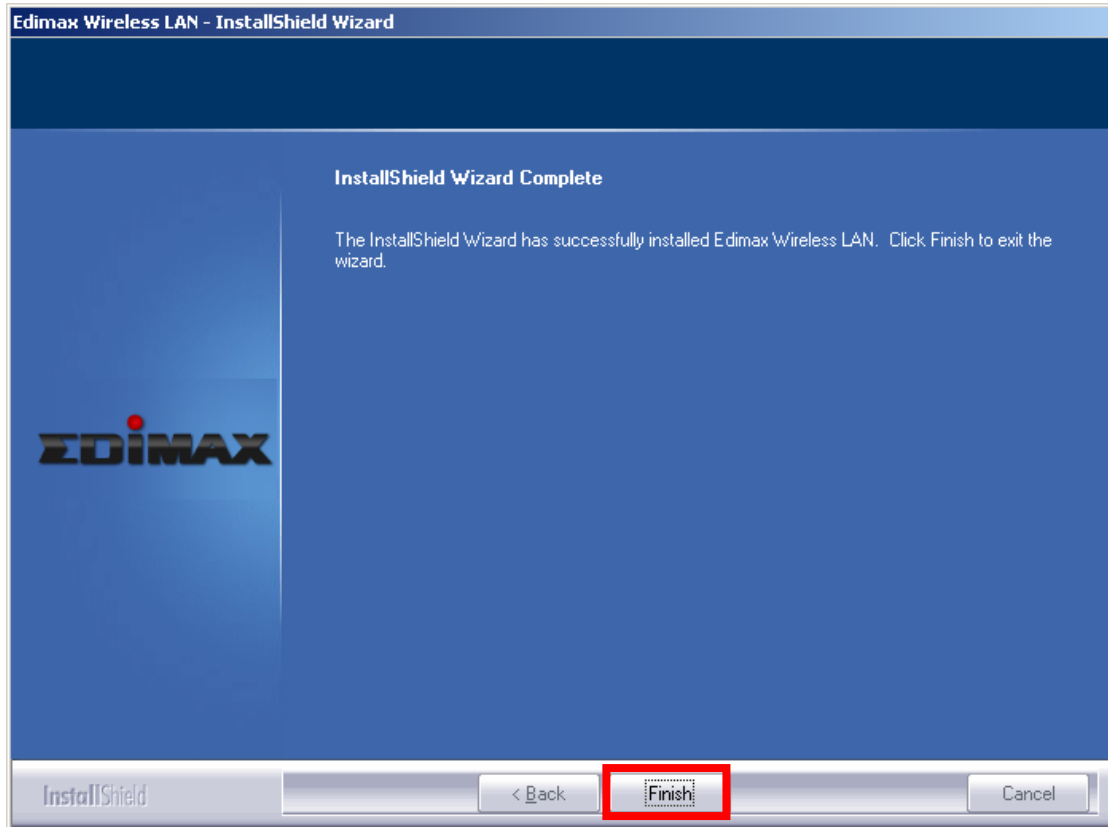 Edimax Wireless LAN - InstallShield Wizard
InstallShield Wizard Complete
The InstallShield Wizard has successfully installed Edimax Wireless LAN.  Click Finish to exit the
wizard.
EDIMAX
InstallShield
< Back
Finish
Cancel